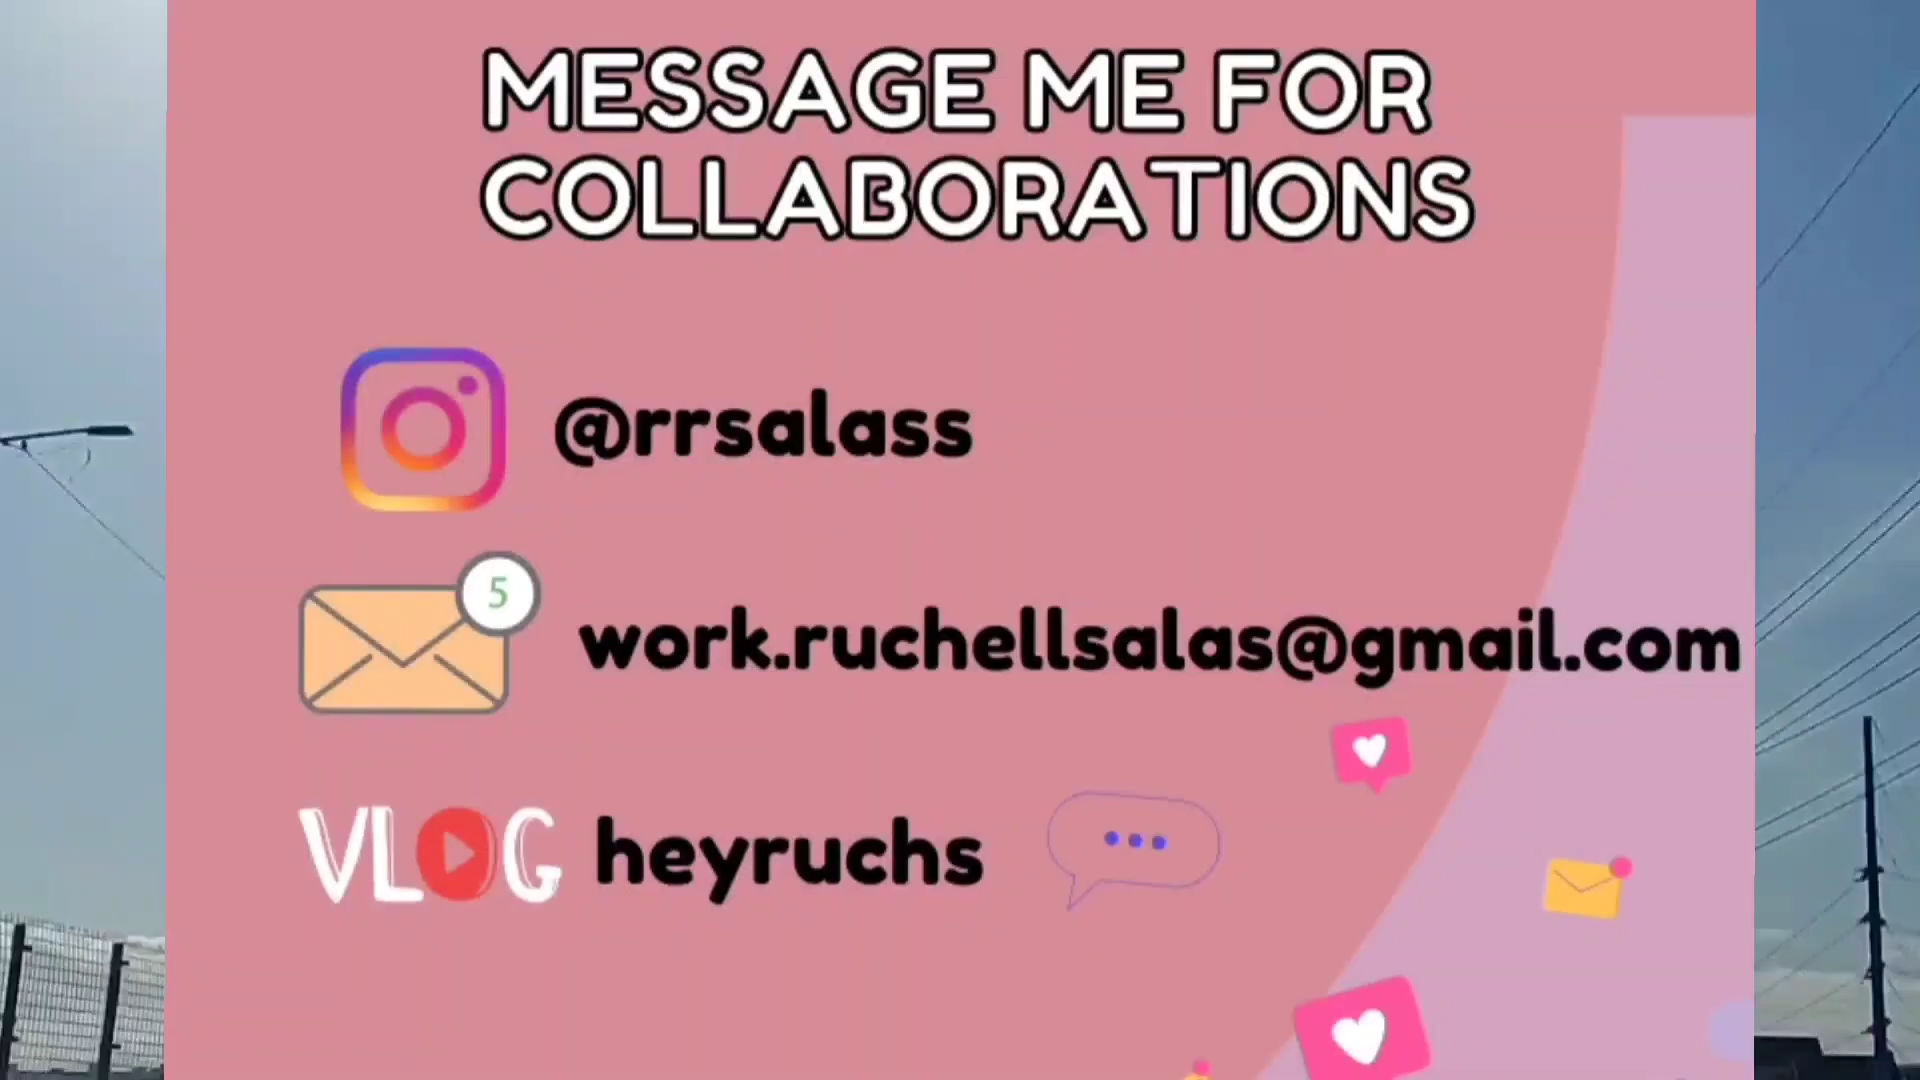 MESSAGE ME FOR
COLLABORATIONS
@rrsalass
5
work.ruchellsalas@gmail.com
VLOG heyruchs